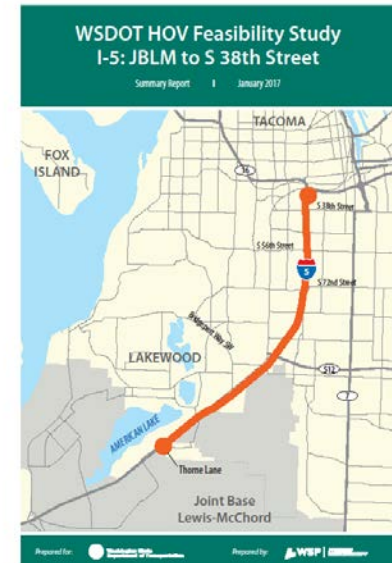 WSDOT HOV Feasibility Study
I-5: JBLM to S 38th Street
Summary Report | January 2017
TACOMA
FOX
ISLAND
16
S 38th Street
S 56th Street
5
S 72nd Street
Bridgeport Way SW
LAKEWOOD
512
7
AMERICAN LAKE
Thorne Lane
Joint Base
Lewis-McChord
Prepared for:
Washington State
Department of Transportation
Prepared by:
WSP